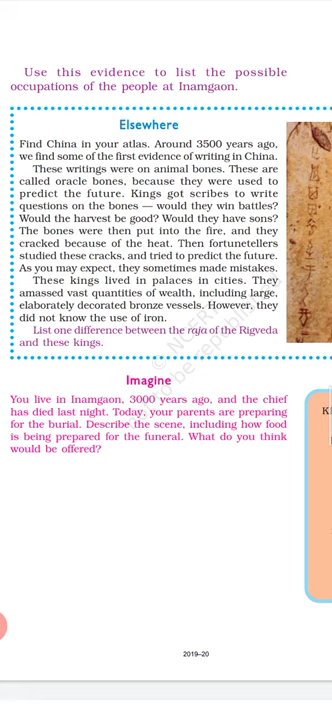 Use this evidence to list the possible
occupations of the people at Inamgaon.
Elsewhere
Find China in your atlas. Around 3500 years ago,
we find some of the first evidence of writing in China.
These writings were on animal bones. These are
called oracle bones, because they were used to
predict the future. Kings got scribes to write
questions on the bones — would they win battles?
Would the harvest be good? Would they have sons?
The bones were then put into the fire, and they
cracked because of the heat. Then fortunetellers
studied these cracks, and tried to predict the future.
As you may expect, they sometimes made mistakes.
These kings lived in palaces in cities. They
amassed vast quantities of wealth, including large,
elaborately decorated bronze vessels. However, they
did not know the use of iron.
List one difference between the raja of the Rigveda
and these kings.
Imagine
You live in Inamgaon, 3000 years ago, and the chief
has died last night. Today, your parents are preparing
for the burial. Describe the scene, including how food
is being prepared for the funeral. What do you think
would be offered?
2019–20